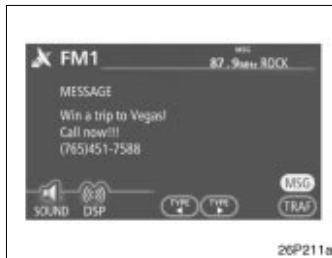 FM1
MSG
87.9MHz ROCK
MESSAGE
Win a trip to Vegas!
Call now!!!
(765)451-7588
MSG
SOUND DSP TYPE TYPE TRAF
26P211a